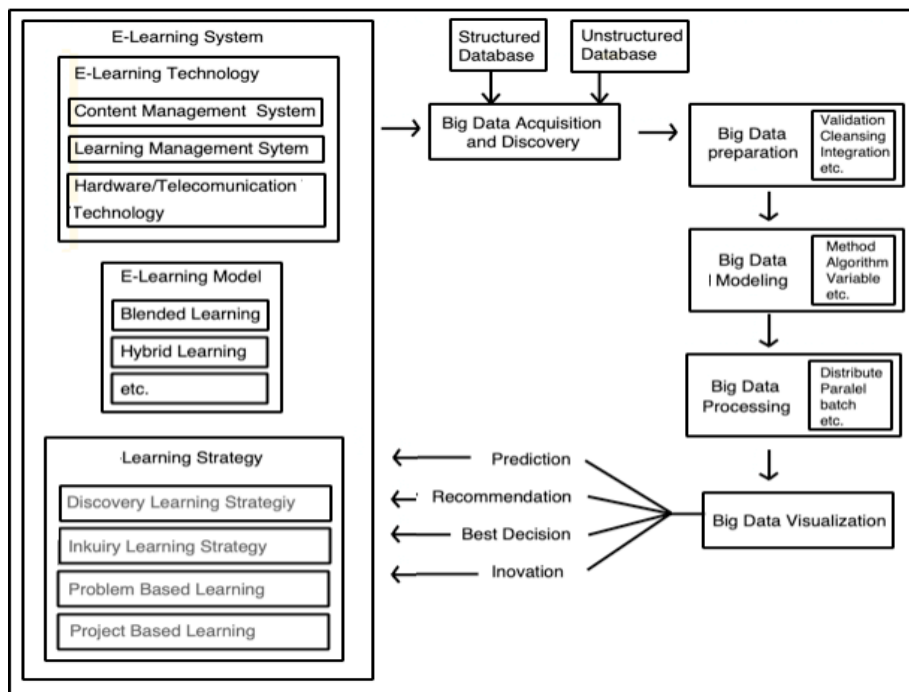 E-Learning System
E-Learning Technology
Content Management System
Learning Management Sytem
Hardware/Telecomunication
Technology
E-Learning Model
Blended Learning
Hybrid Learning
etc.
Learning Strategy
Discovery Learning Strategiy
Inkuiry Learning Strategy
Problem Based Learning
Project Based Learning
Structured
Database
Unstructured
Database
Big Data Acquisition
and Discovery
Big Data
preparation
Validation
Cleansing
Integration
etc.
Big Data
Modeling
Method
Algorithm
Variable
etc.
Big Data
Processing
Distribute
Paralel
batch
etc.
Big Data Visualization
Prediction
Recommendation
Best Decision
Inovation